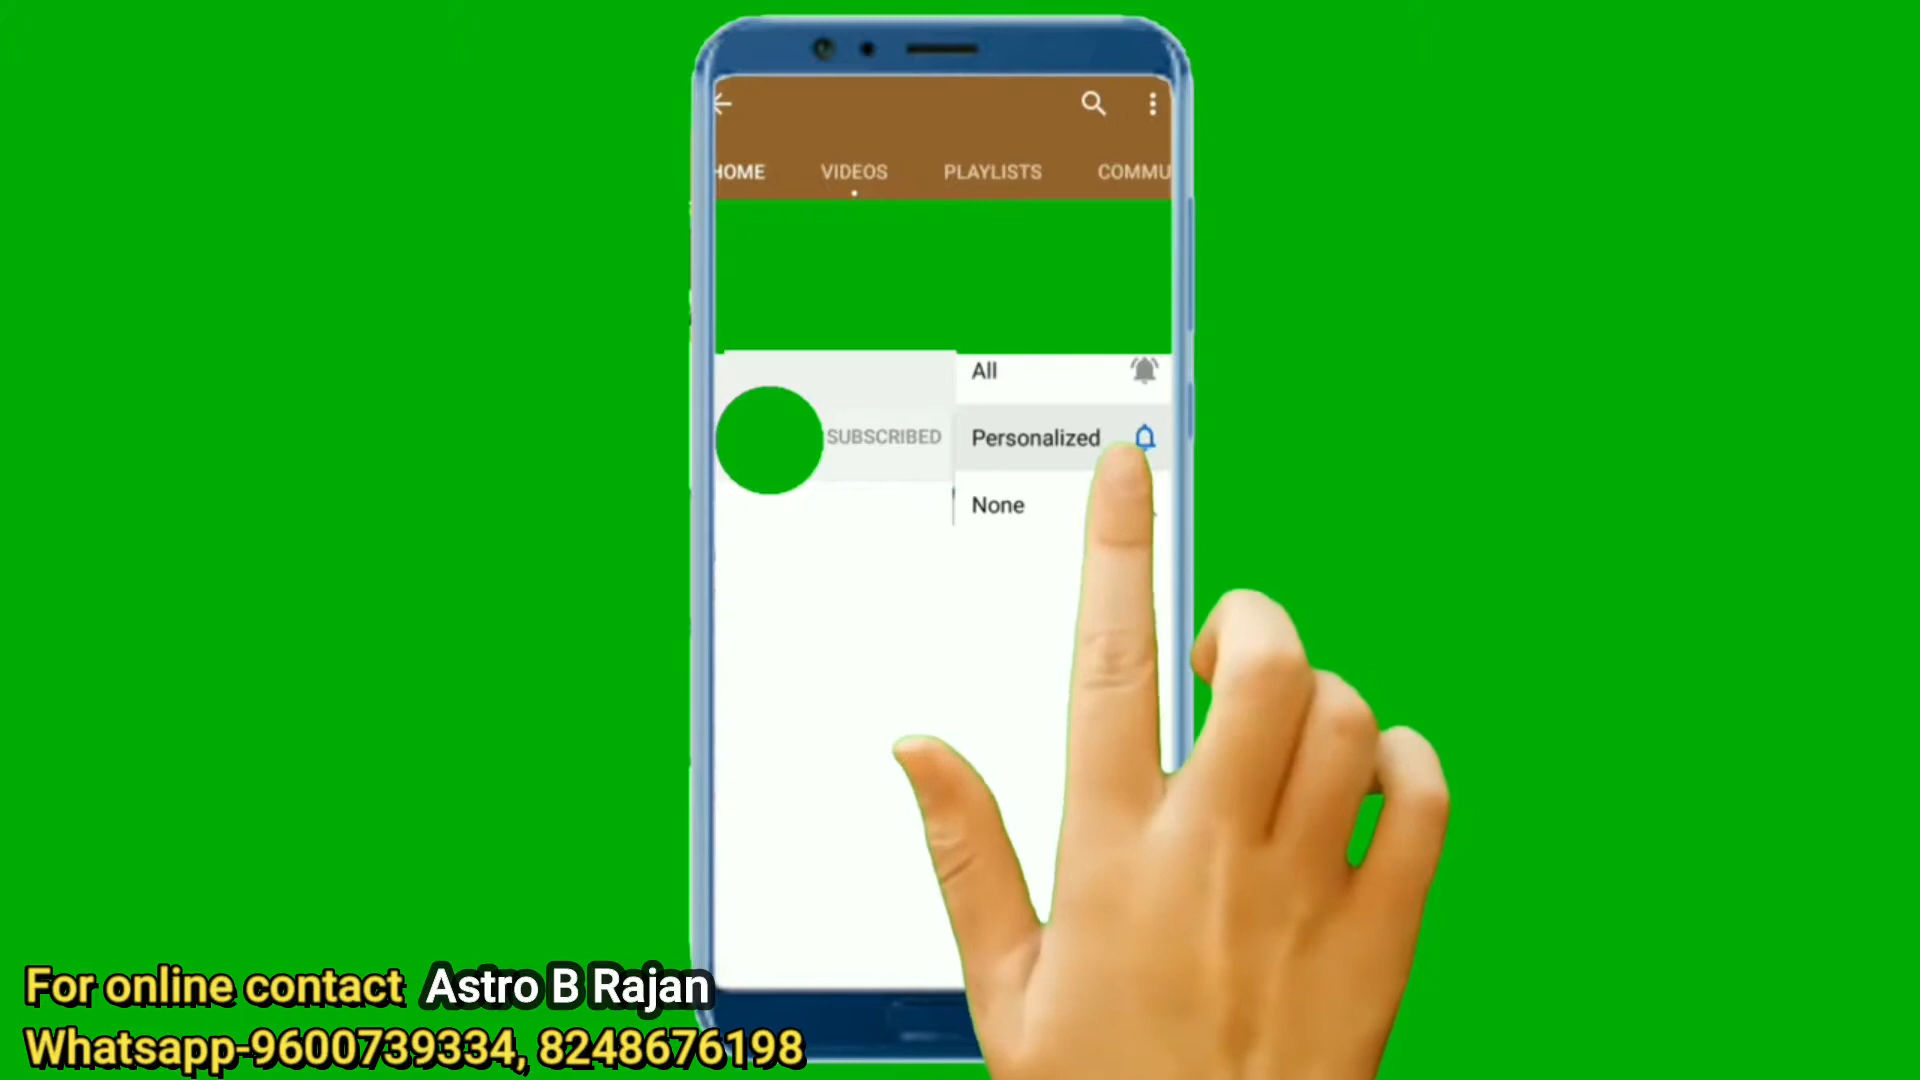 HOME VIDEOS PLAYLISTS COMMU
All
SUBSCRIBED Personalized
None
For online contact Astro B Rajan
Whatsapp-9600739334, 8248676198